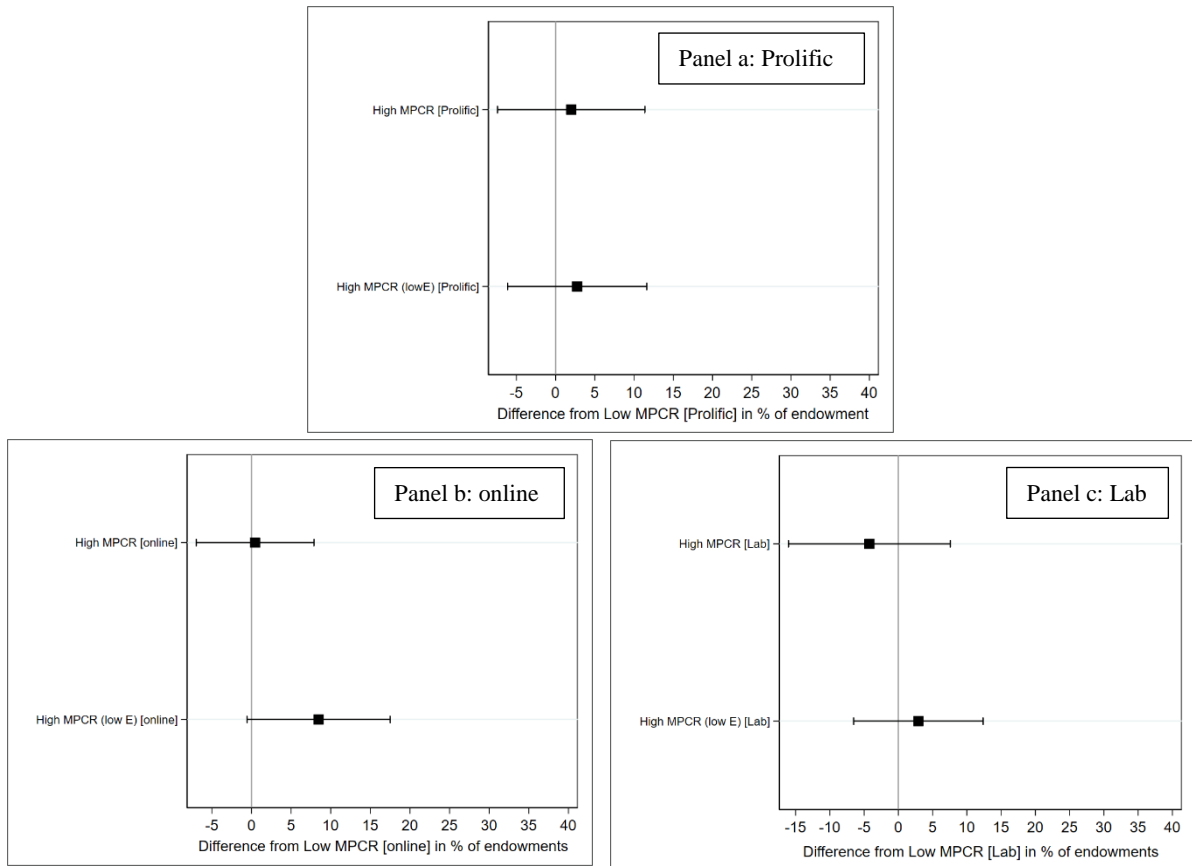 Panel a: Prolific
High MPCR [Prolific]
High MPCR (lowE) [Prolific]
-5 0 5 10 15 20 25 30 35 40
Difference from Low MPCR [Prolific] in % of endowment
Panel b: online
High MPCR [online]
High MPCR (low E) [online]
-5 0 5 10 15 20 25 30 35 40
Difference from Low MPCR [online] in % of endowments
Panel c: Lab
High MPCR [Lab]
High MPCR (low E) [Lab]
-15 -10 -5 0 5 10 15 20 25 30 35 40
Difference from Low MPCR [Lab] in % of endowments